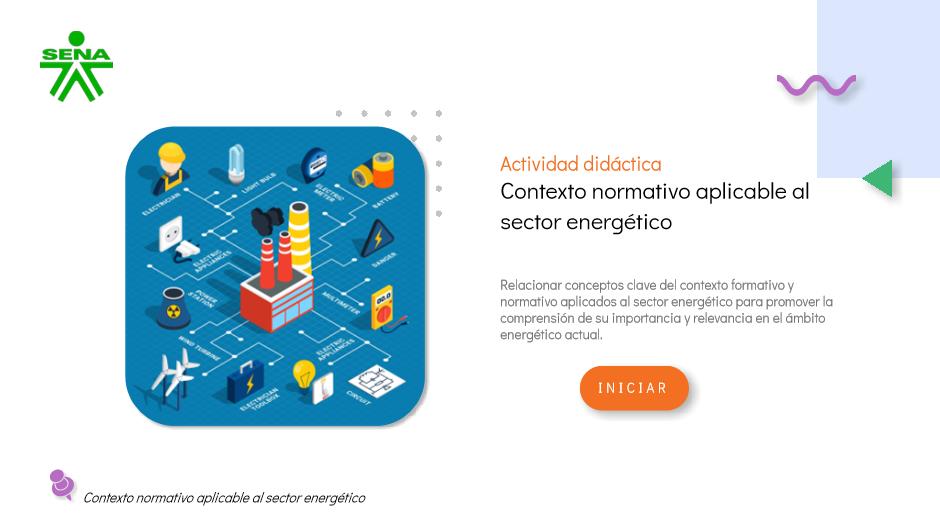 SENA
Actividad didáctica
Contexto normativo aplicable al
sector energético
Relacionar conceptos clave del contexto formativo y
normativo aplicados al sector energético para promover la
comprensión de su importancia y relevancia en el ámbito
energético actual.
INICIAR
ELECTRICIAN
LIGHT BULB
ELECTRIC
METER
BATTERY
ELECTRIC
APPLIANCES
DANGER
POWER
STATION
MULTIMETER
00.0
WIND TURBINE
ELECTRIC
APPLIANCES
ELECTRICIAN
TOOLBOX
CIRCUIT
Contexto normativo aplicable al sector energético